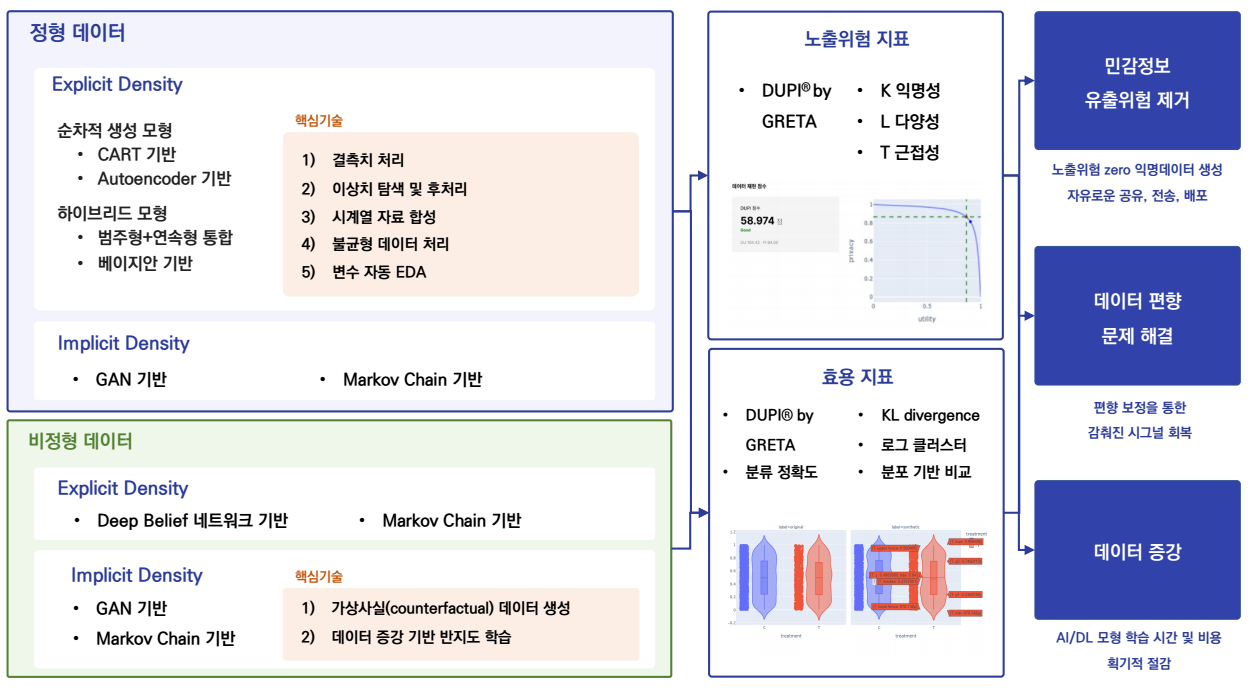 정형 데이터
Explicit Density
순차적 생성 모형
• CART 기반
• Autoencoder 기반
하이브리드 모형
• 범주형+연속형 통합
• 베이지안 기반
핵심기술
1) 결측치 처리
2) 이상치 탐색 및 후처리
3) 시계열 자료 합성
4) 불균형 데이터 처리
5) 변수 자동 EDA
Implicit Density
• GAN 기반
• Markov Chain 기반
비정형 데이터
Explicit Density
• Deep Belief 네트워크 기반
• Markov Chain 기반
Implicit Density
• GAN 기반
• Markov Chain 기반
핵심기술
1) 가상사실(counterfactual) 데이터 생성
2) 데이터 증강 기반 반지도 학습
노출위험 지표
• DUPI® by
GRETA
• K 익명성
• L 다양성
• T 근접성
데이터 재현 점수
DUPI 점수
58.974 점
Good
privacy
1
0.8
0.6
0.4
0.2
0
0
0.5
1
utility
효용 지표
• DUPI® by
GRETA
• 분류 정확도
• KL divergence
• 로그 클러스터
• 분포 기반 비교
label=original
label=synthetic
treatment
1.2
1
0.8
0.6
0.4
0.2
0
-0.2
C
T
C
T
treatment
treatment
민감정보
유출위험 제거
노출위험 zero 익명데이터 생성
자유로운 공유, 전송, 배포
데이터 편향
문제 해결
편향 보정을 통한
감춰진 시그널 회복
데이터 증강
AI/DL 모형 학습 시간 및 비용
획기적 절감